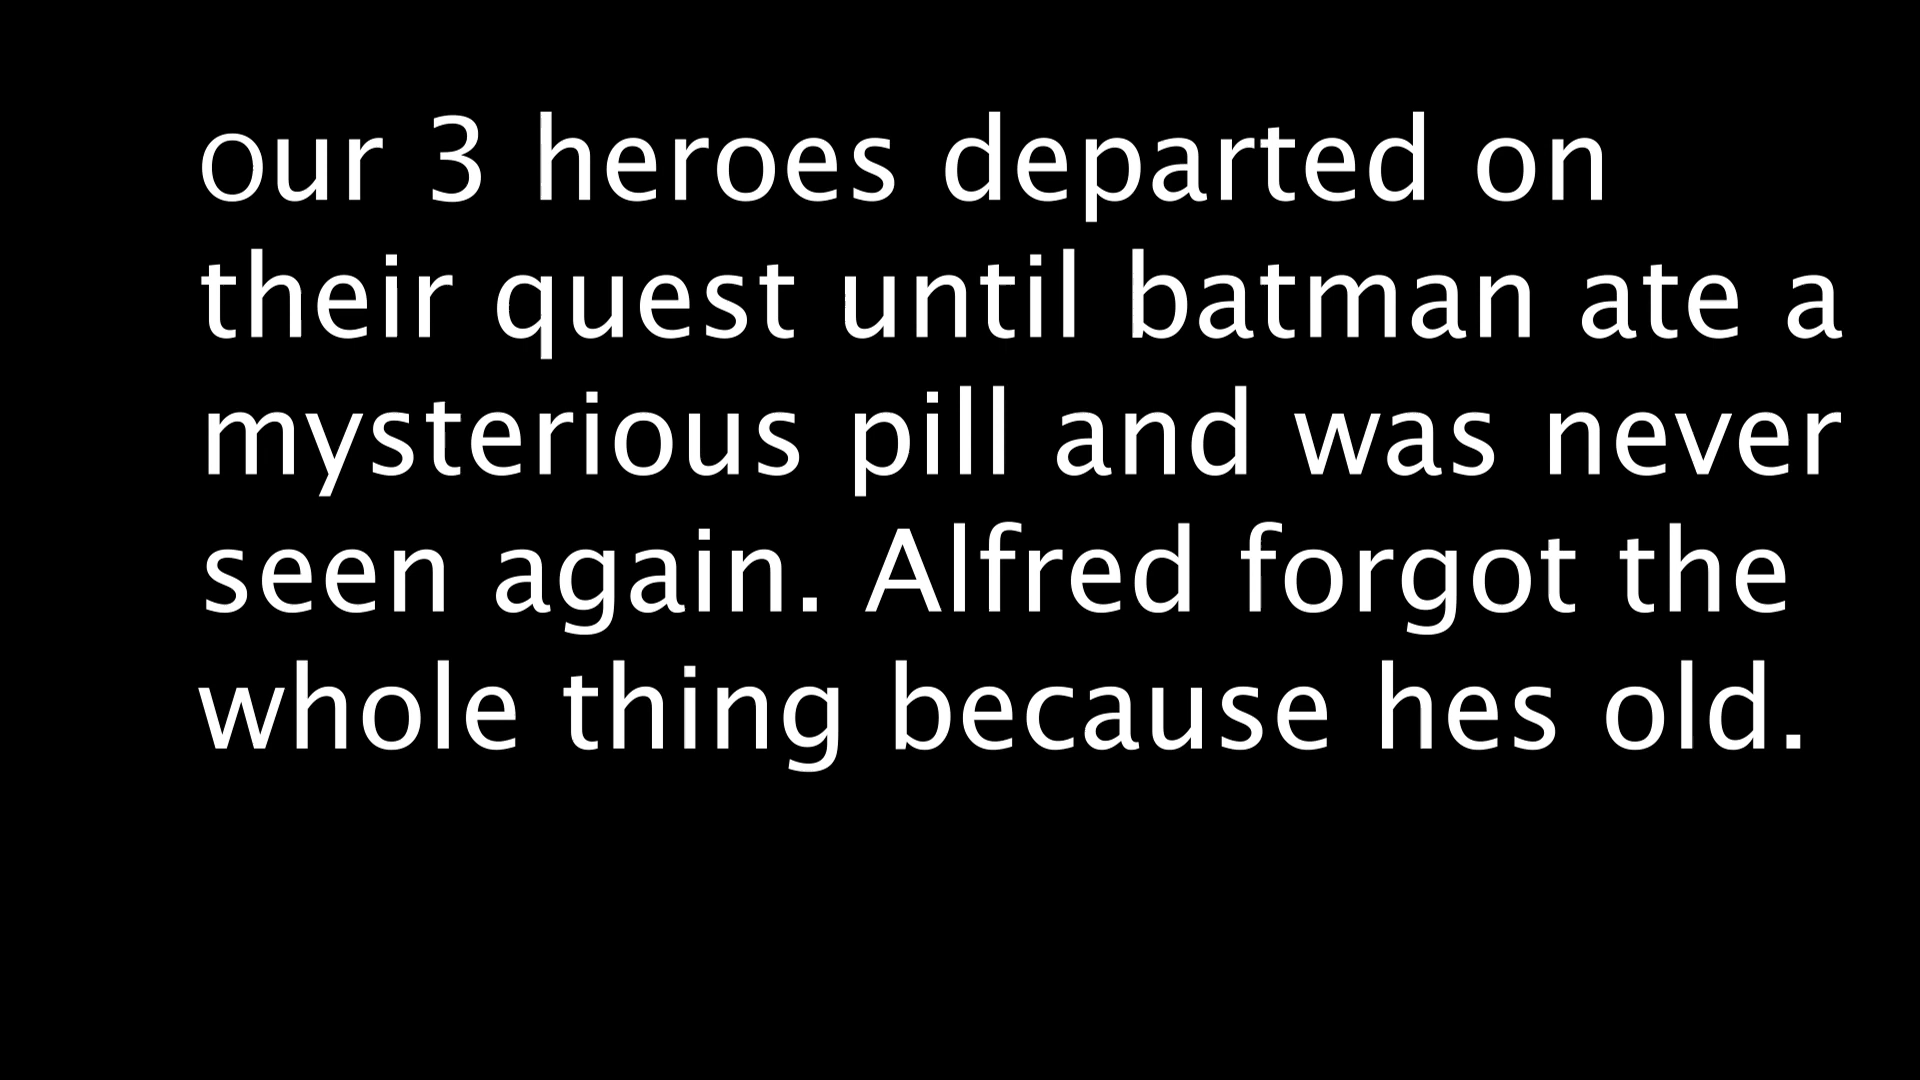 Our 3 heroes departed on
their quest until batman ate a
mysterious pill and was never
seen again. Alfred forgot the
whole thing because hes old.